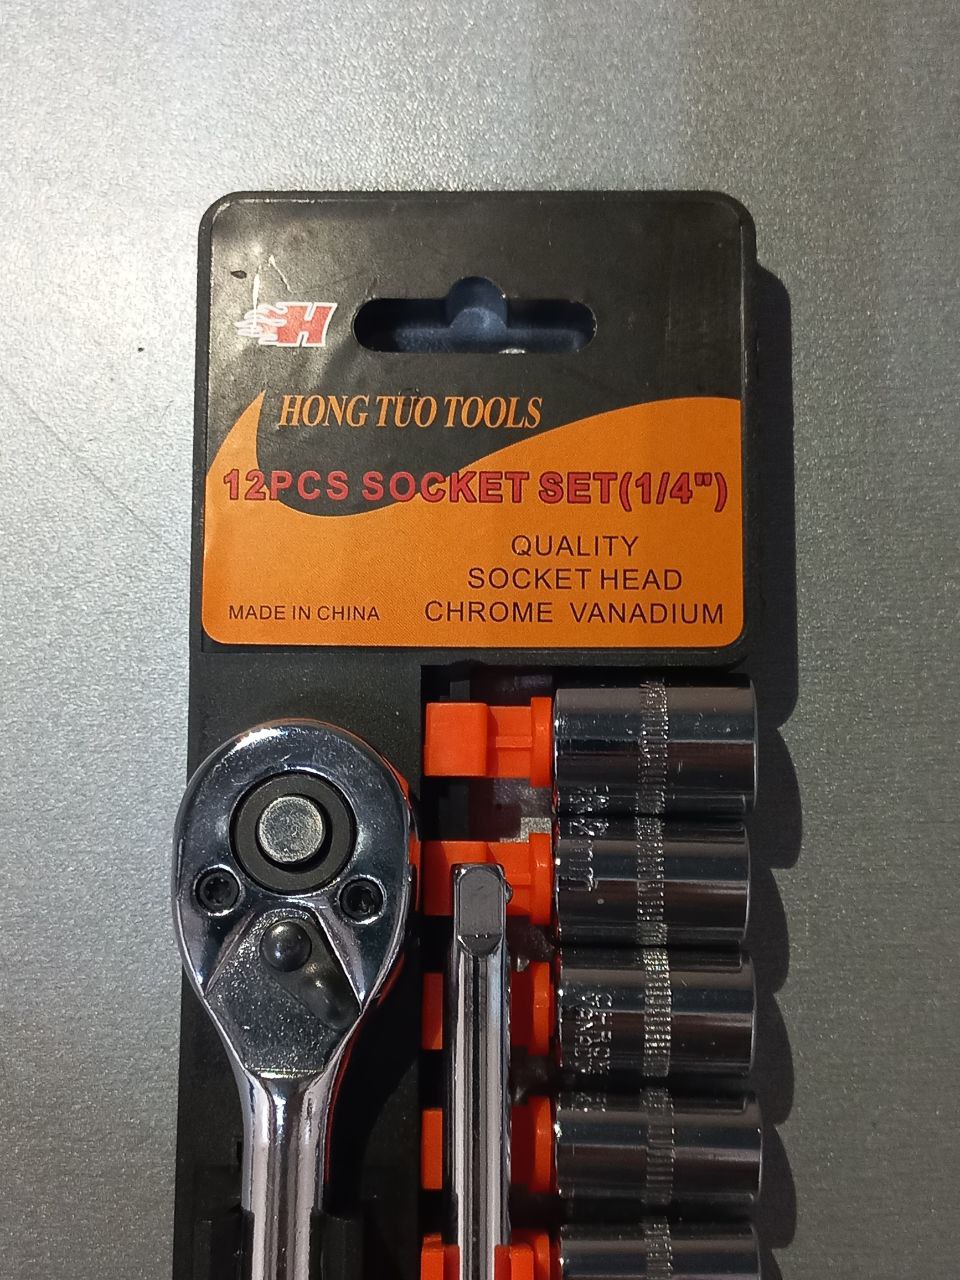 H
HONG TUO TOOLS
12PCS SOCKET SET(1/4")
QUALITY
SOCKET HEAD
MADE IN CHINA CHROME VANADIUM